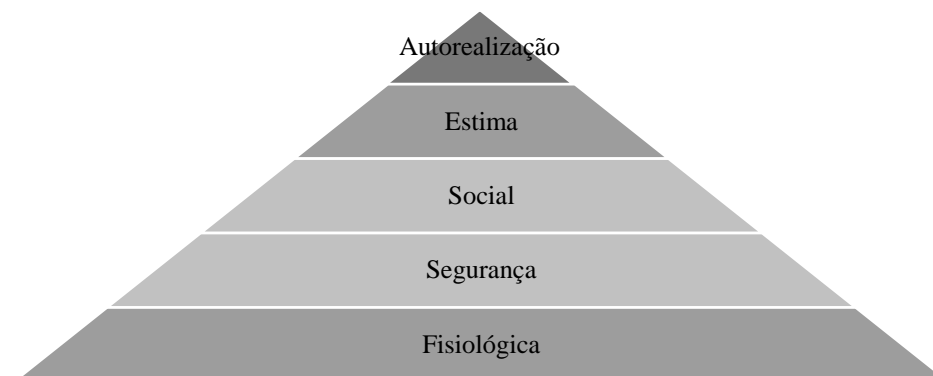 Autorealização
Estima
Social
Segurança
Fisiológica